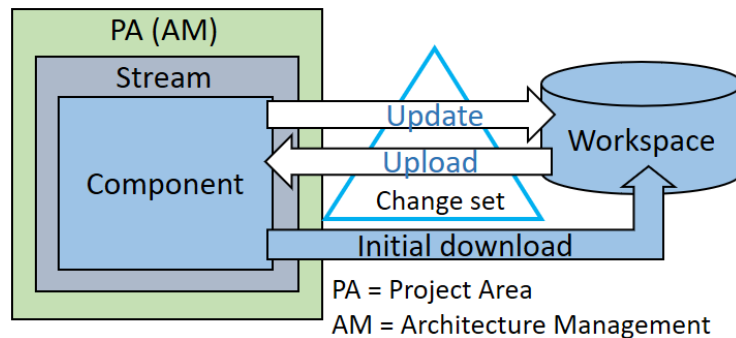 PA (AM)
Stream
Component
Update
Upload
Change set
Initial download
Workspace
PA = Project Area
AM = Architecture Management